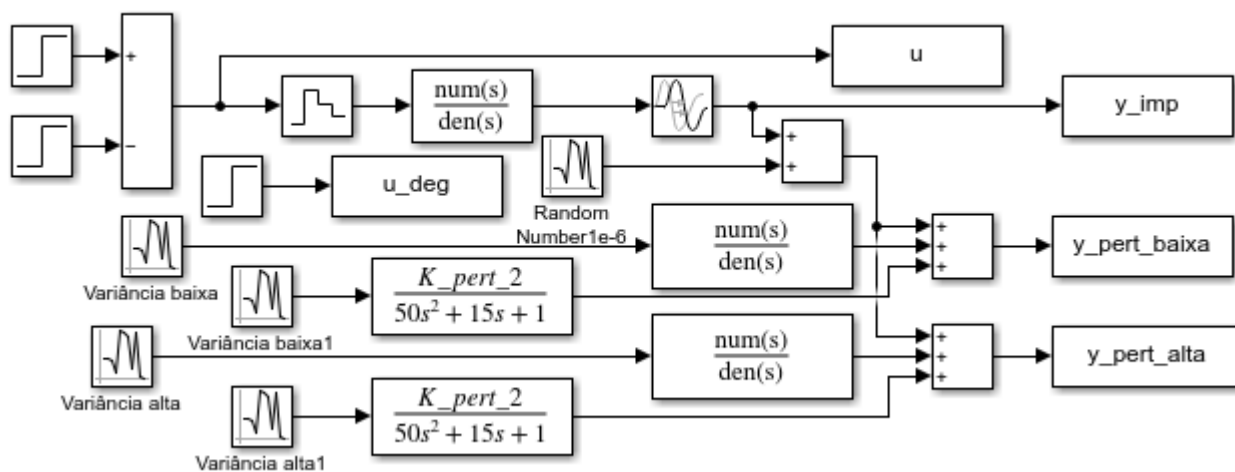 +
−
u
num(s)
den(s)
y_imp
+
+
u_deg
Random
Number1e-6
Variância baixa
num(s)
den(s)
+
+
+
y_pert_baixa
K_pert_2
50s² + 15s + 1
Variância baixa1
Variância alta
num(s)
den(s)
+
+
+
y_pert_alta
K_pert_2
50s² + 15s + 1
Variância alta1